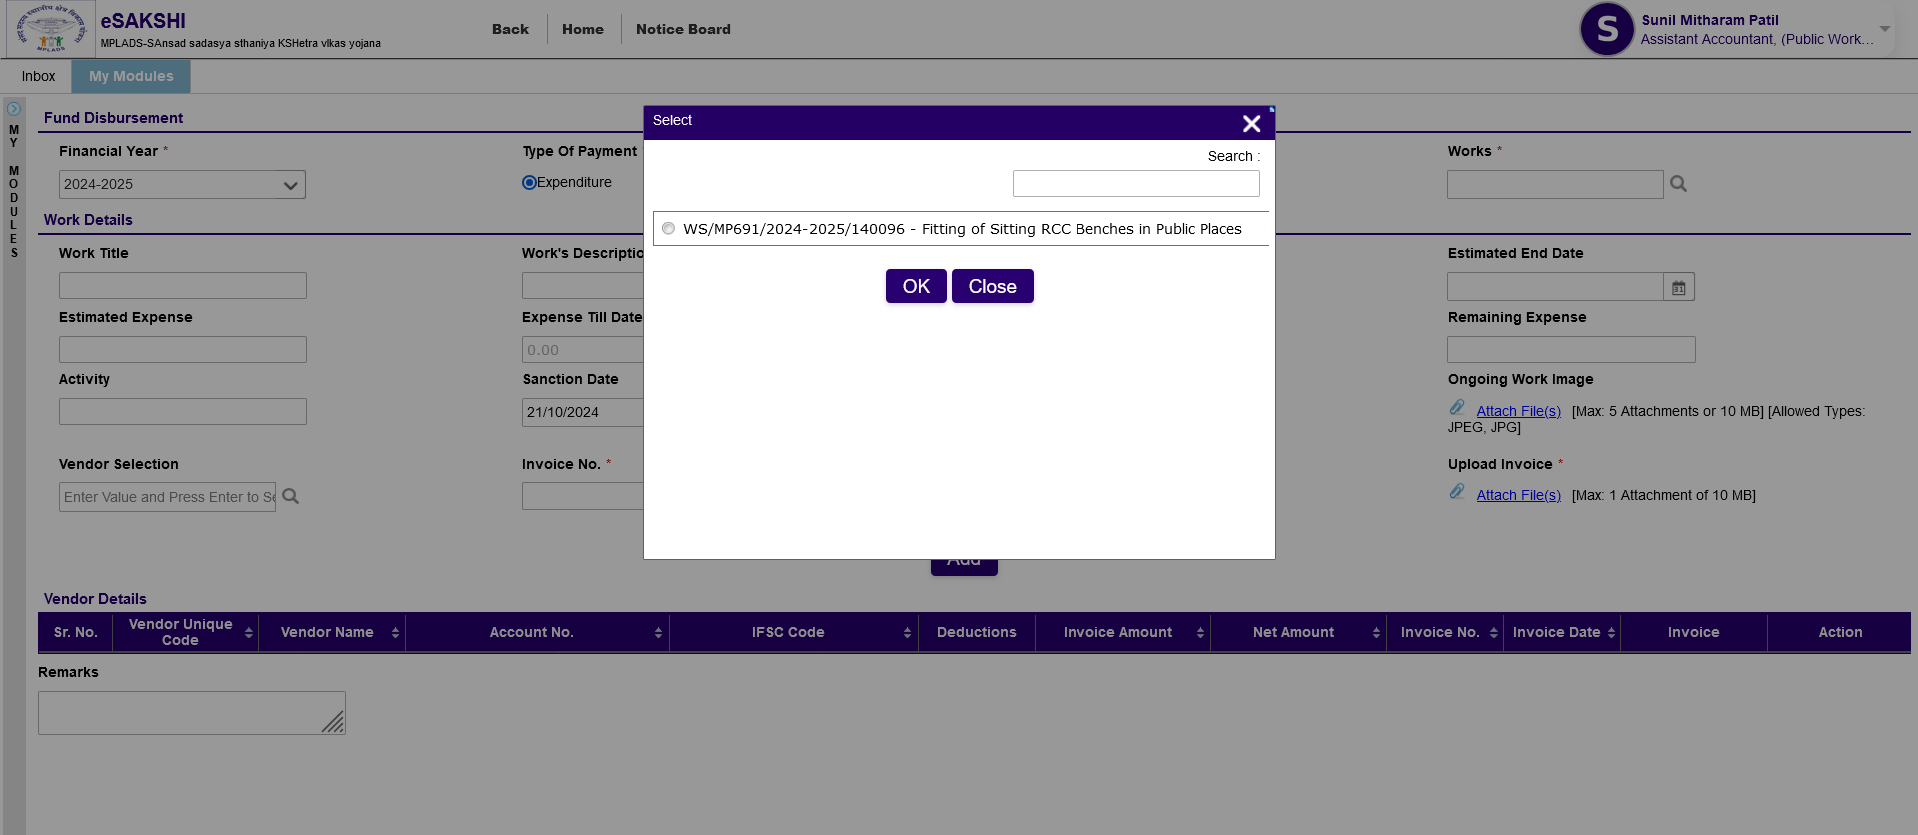 eSAKSHI
MPLADS-SAnsad sadasya sthaniya KSHetra vIkas yojana
Back
Home
Notice Board
S
Sunil Mitharam Patil
Assistant Accountant, (Public Work...
Inbox
My Modules
MY MODULES
Fund Disbursement
Financial Year *
Type Of Payment
Works *
2024-2025
Expenditure
Work Details
Work Title
Work's Descriptio
Estimated End Date
Estimated Expense
Expense Till Date
Remaining Expense
0.00
Activity
Sanction Date
Ongoing Work Image
21/10/2024
Attach File(s) [Max: 5 Attachments or 10 MB] [Allowed Types:
JPEG, JPG]
Vendor Selection
Invoice No. *
Upload Invoice *
Enter Value and Press Enter to Se
Attach File(s) [Max: 1 Attachment of 10 MB]
Select
Search :
WS/MP691/2024-2025/140096 - Fitting of Sitting RCC Benches in Public Places
OK
Close
Add
Vendor Details
Sr. No.
Vendor Unique
Code
Vendor Name
Account No.
IFSC Code
Deductions
Invoice Amount
Net Amount
Invoice No.
Invoice Date
Invoice
Action
Remarks